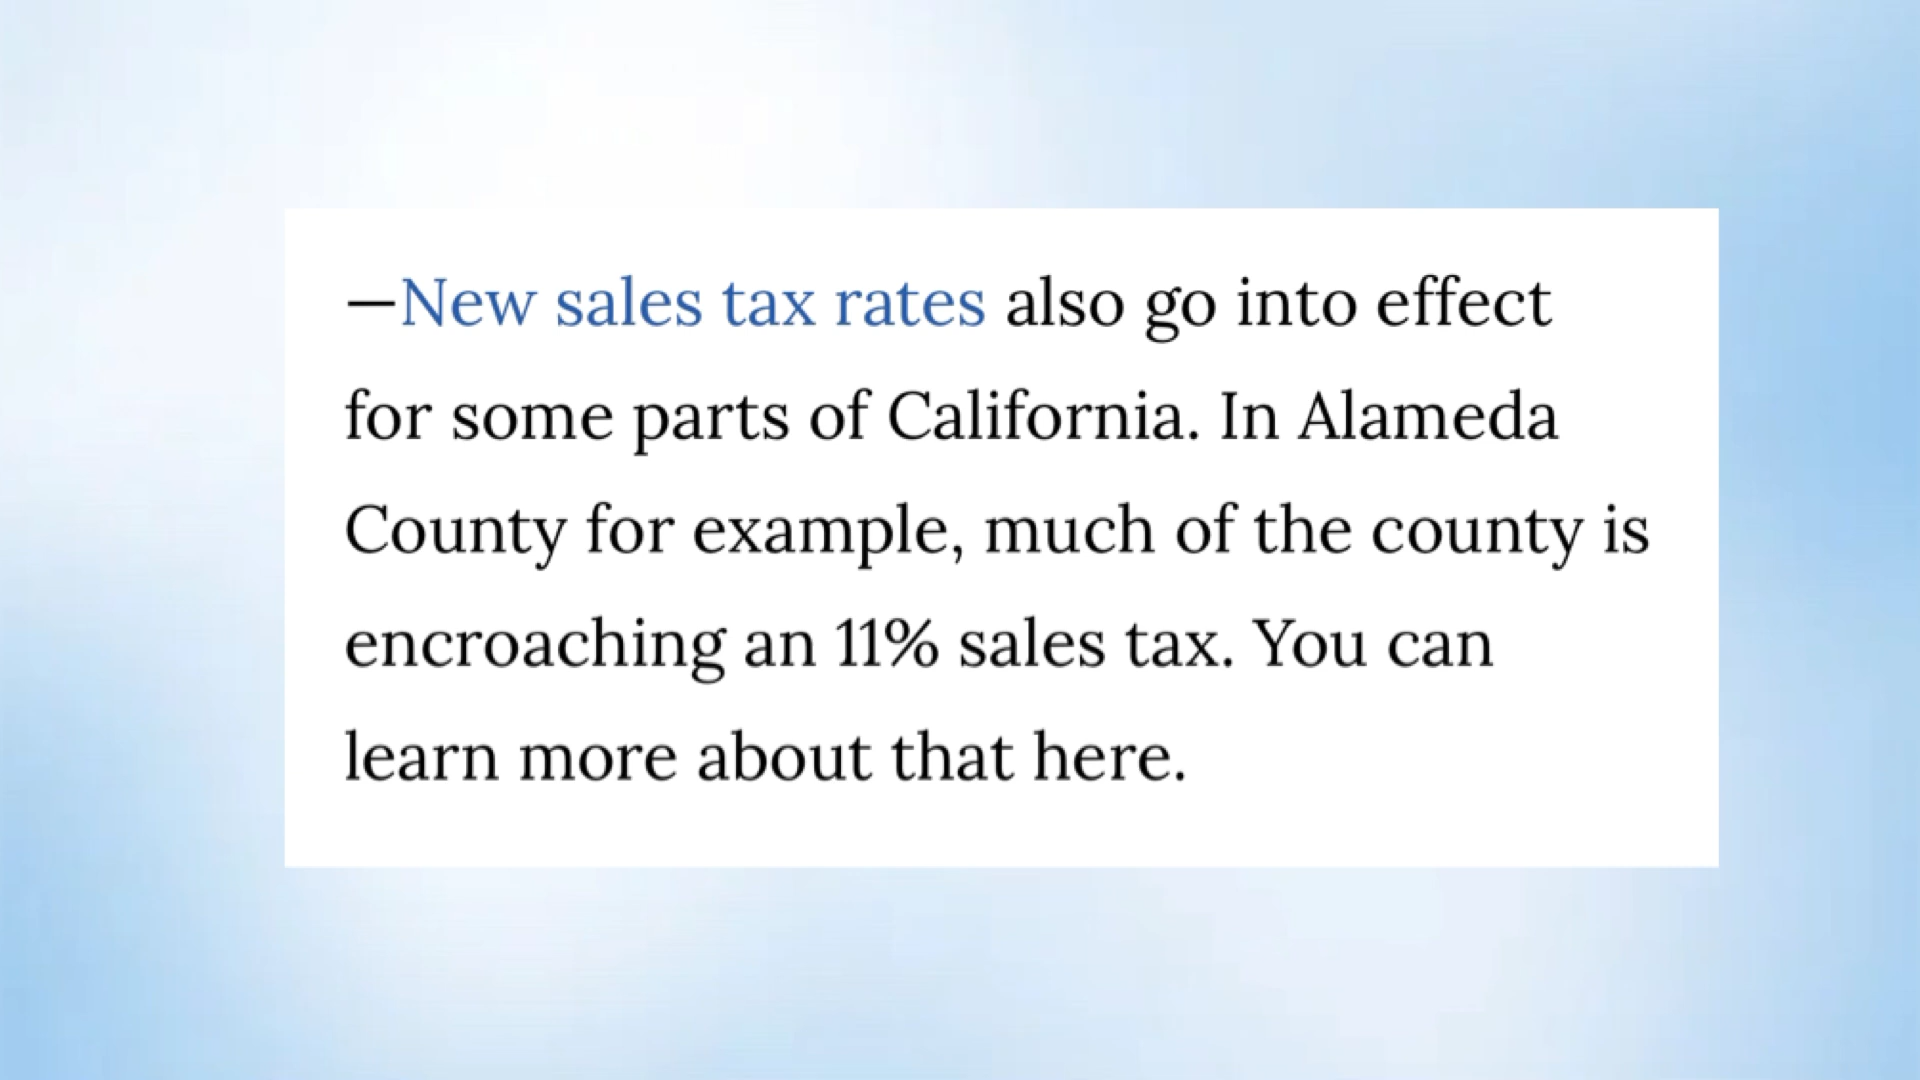 —New sales tax rates also go into effect
for some parts of California. In Alameda
County for example, much of the county is
encroaching an 11% sales tax. You can
learn more about that here.